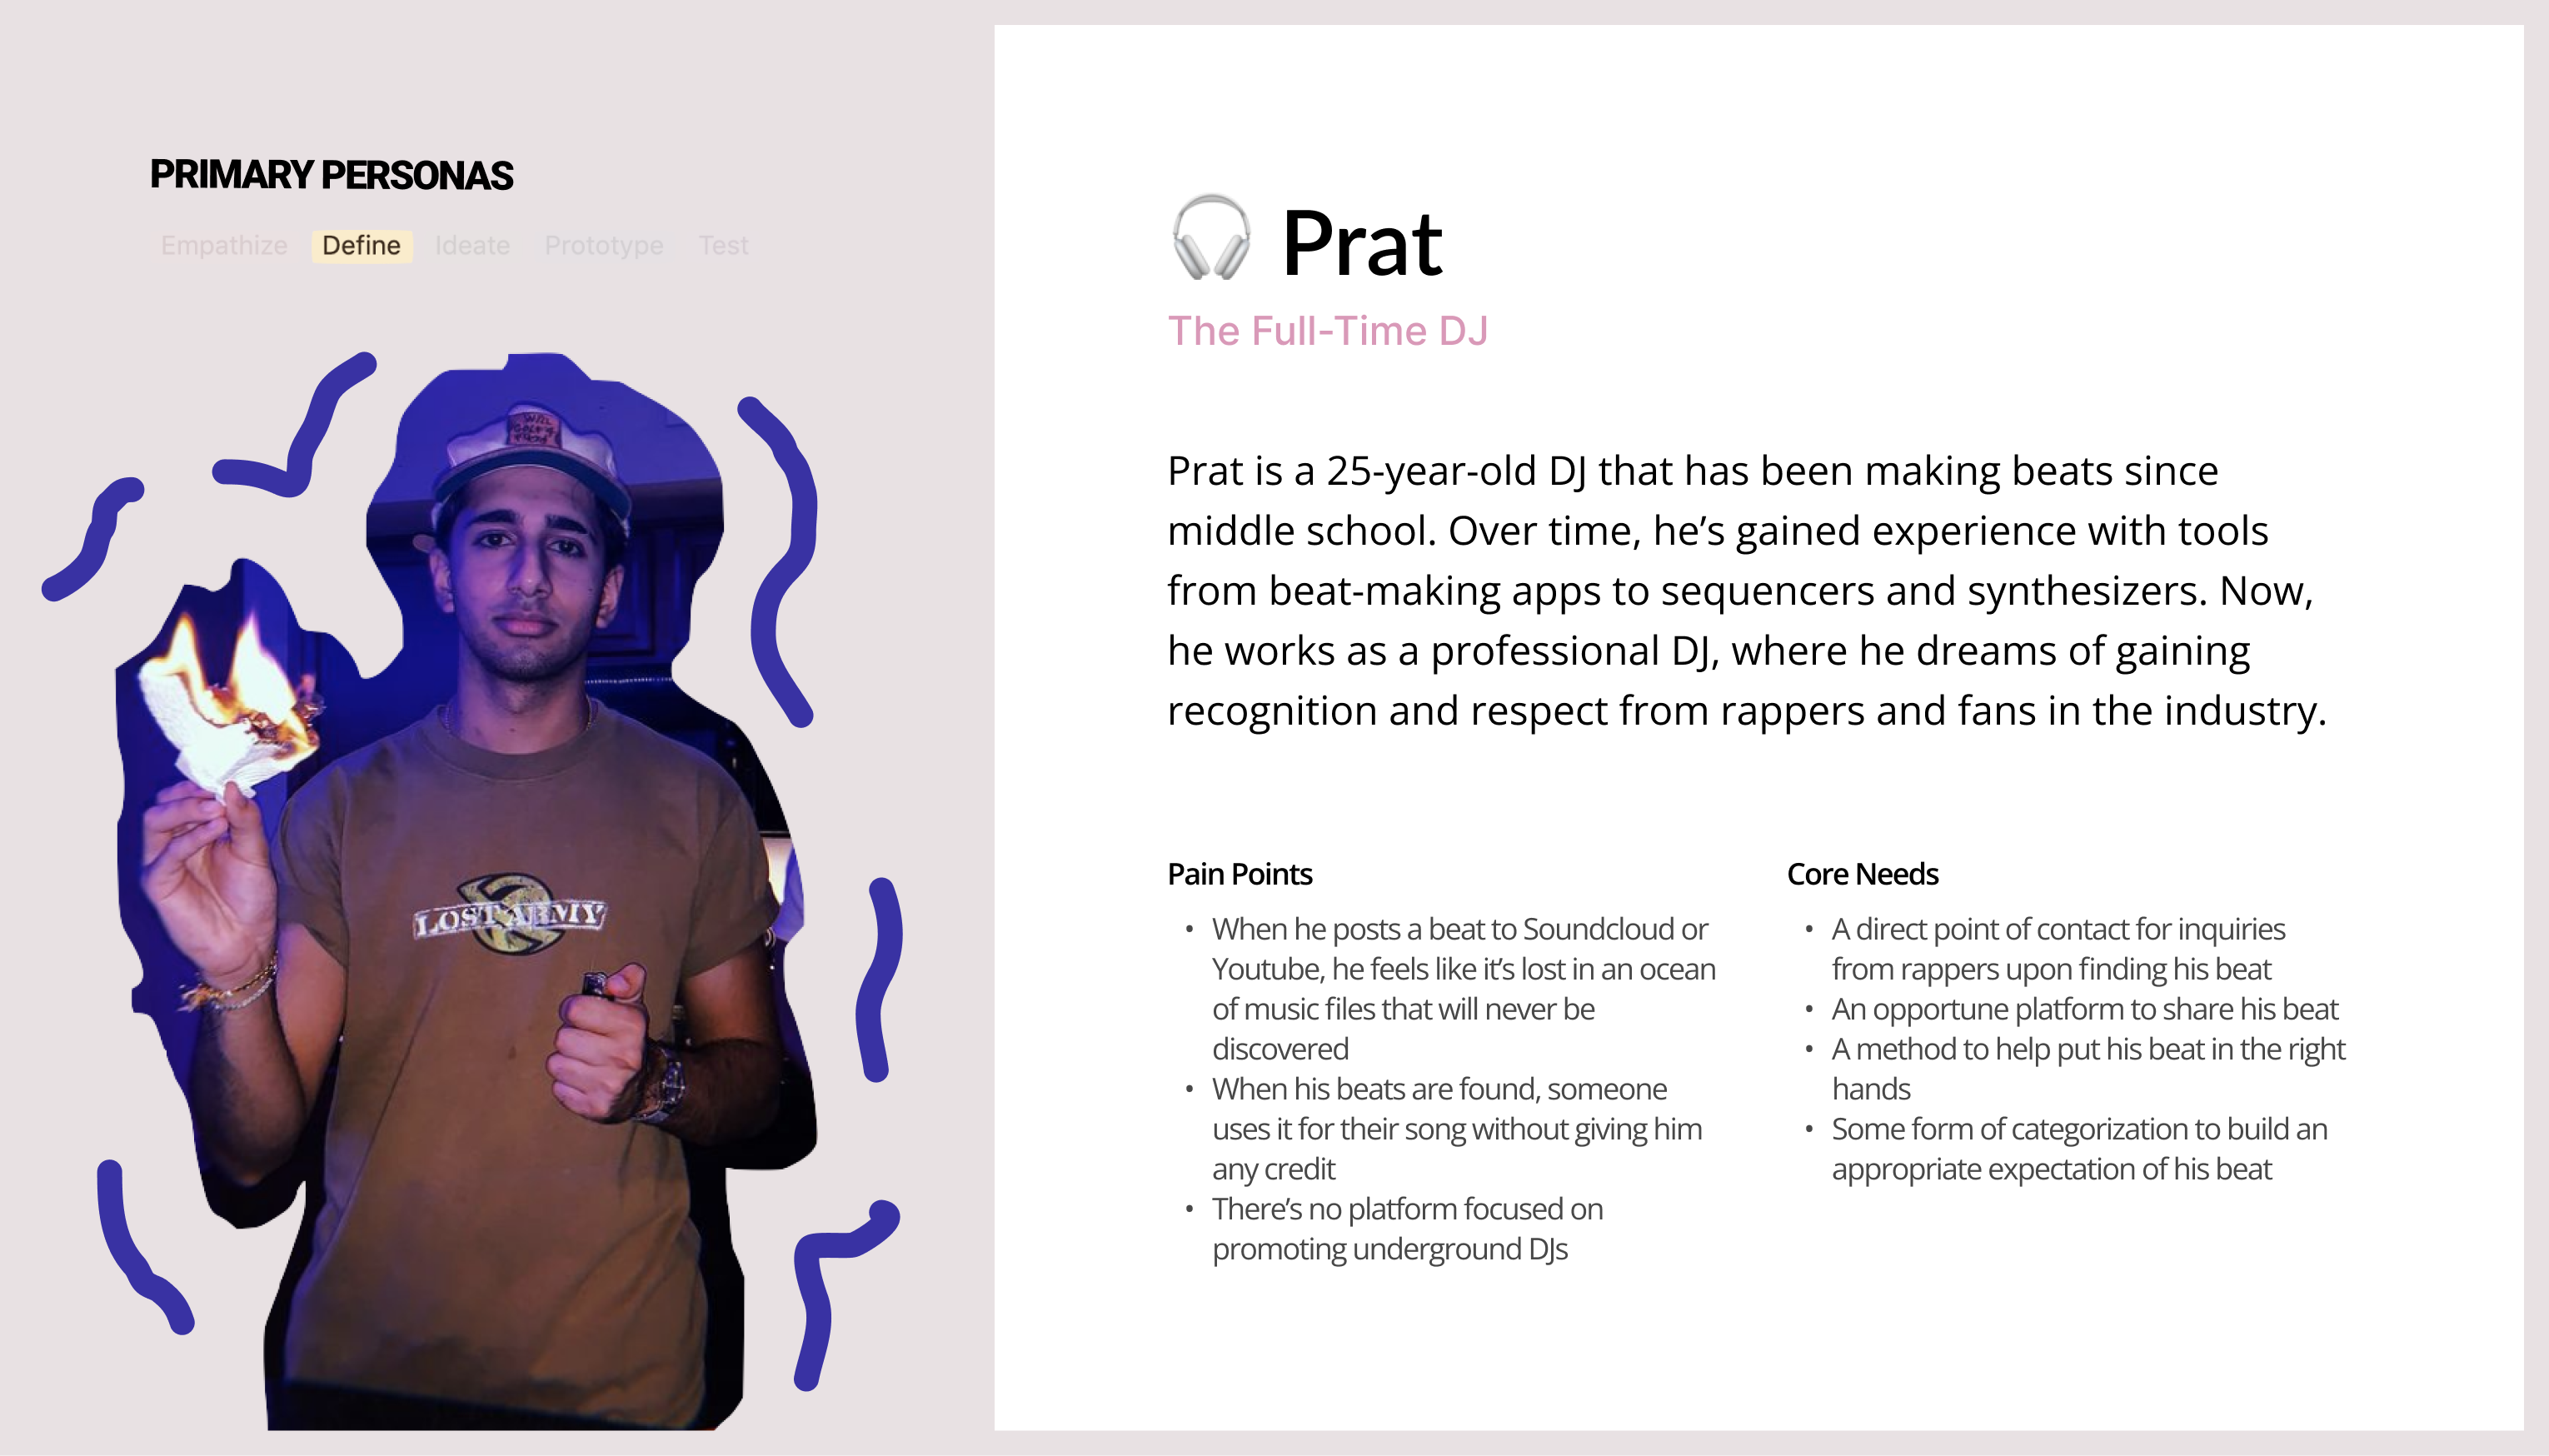 PRIMARY PERSONAS
Empathize Define Ideate Prototype Test
LOST ARMY
🎧 Prat
The Full-Time DJ
Prat is a 25-year-old DJ that has been making beats since
middle school. Over time, he’s gained experience with tools
from beat-making apps to sequencers and synthesizers. Now,
he works as a professional DJ, where he dreams of gaining
recognition and respect from rappers and fans in the industry.
Pain Points
• When he posts a beat to Soundcloud or
Youtube, he feels like it’s lost in an ocean
of music files that will never be
discovered
• When his beats are found, someone
uses it for their song without giving him
any credit
• There’s no platform focused on
promoting underground DJs
Core Needs
• A direct point of contact for inquiries
from rappers upon finding his beat
• An opportune platform to share his beat
• A method to help put his beat in the right
hands
• Some form of categorization to build an
appropriate expectation of his beat